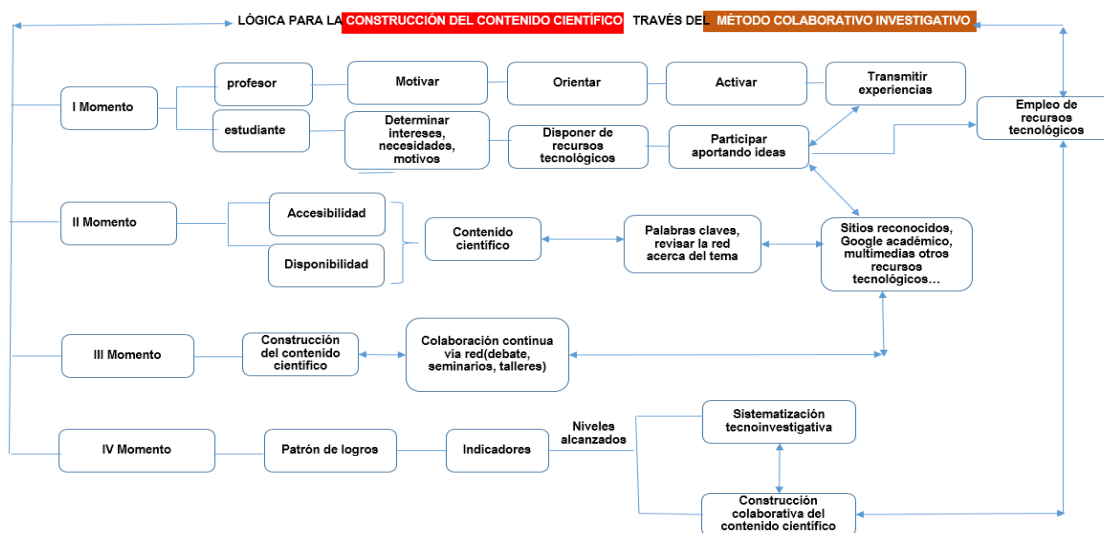 LÓGICA PARA LA CONSTRUCCIÓN DEL CONTENIDO CIENTÍFICO TRAVÉS DEL MÉTODO COLABORATIVO INVESTIGATIVO
I Momento
profesor
Motivar
Orientar
Activar
Transmitir
experiencias
estudiante
Determinar
intereses,
necesidades,
motivos
Disponer de
recursos
tecnológicos
Participar
aportando ideas
Empleo de
recursos
tecnológicos
II Momento
Accesibilidad
Disponibilidad
Contenido
científico
Palabras claves,
revisar la red
acerca del tema
Sitios reconocidos,
Google académico,
multimedias otros
recursos
tecnológicos...
III Momento
Construcción
del contenido
científico
Colaboración contínua
vía red(debate,
seminarios, talleres)
IV Momento
Patrón de logros
Indicadores
Niveles
alcanzados
Sistematización
tecnoinvestigativa
Construcción
colaborativa del
contenido científico